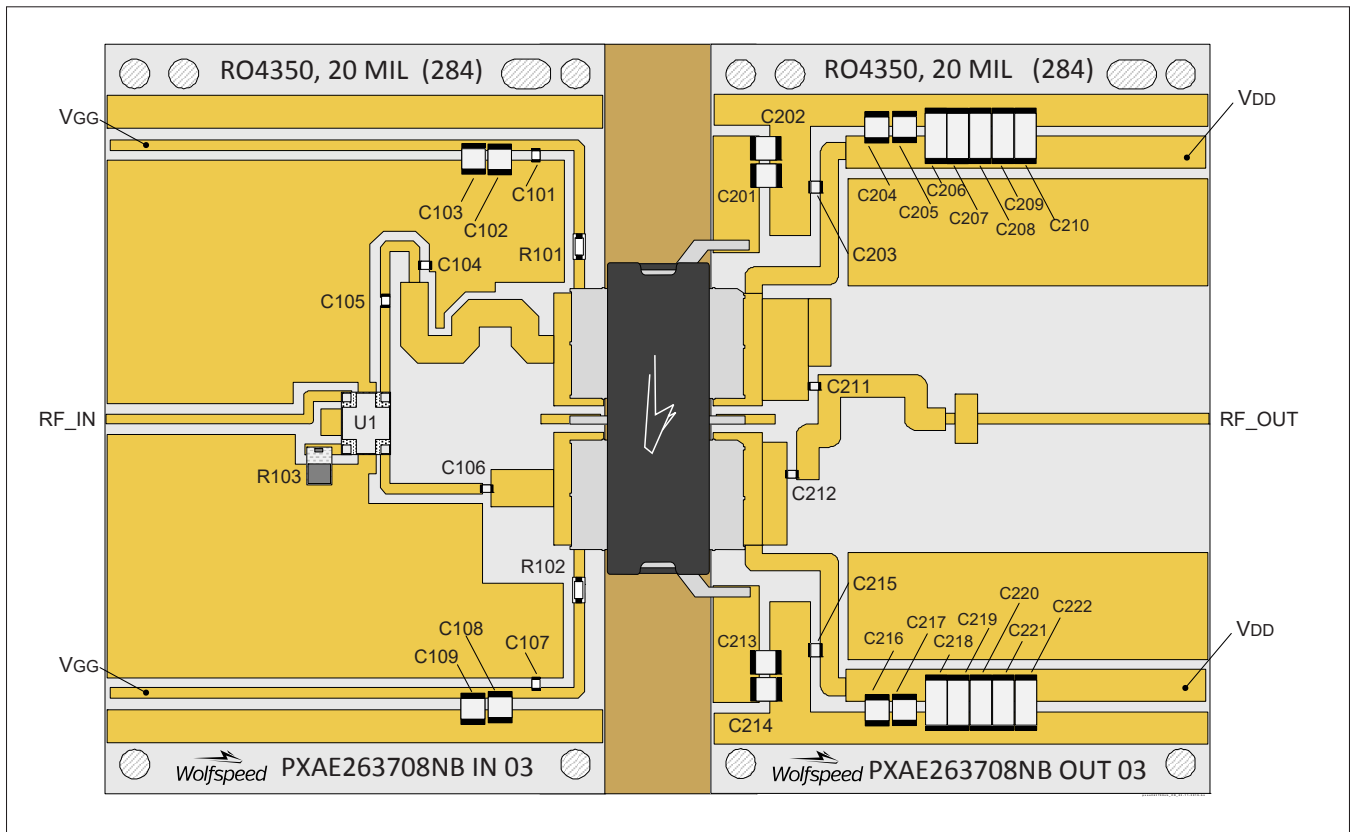 RO4350, 20 MIL (284)
RO4350, 20 MIL (284)
VGG
VDD
C103
C102
C101
C202
C201
C204
C205
C206
C207
C208
C209
C210
R101
C203
C104
C105
RF_IN
U1
C211
RF_OUT
R103
C106
C212
R102
C215
C108
C109
C107
VGG
C213
C214
C216
C217
C218
C219
C220
C221
C222
VDD
Wolfspeed PXAE263708NB IN 03
Wolfspeed PXAE263708NB OUT 03